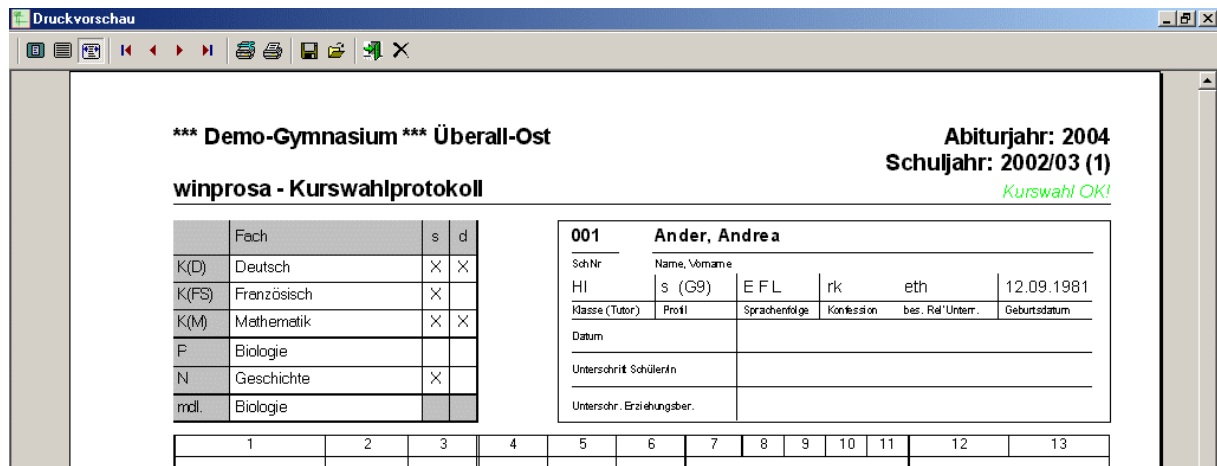 Druckvorschau
*** Demo-Gymnasium *** Überall-Ost
Abiturjahr: 2004
Schuljahr: 2002/03 (1)
winprosa - Kurswahlprotokoll
Kurswahl OK!
Fach s d
K(D) Deutsch X X
K(FS) Französisch X
K(M) Mathematik X X
P Biologie
N Geschichte X
mdl. Biologie
001 Ander, Andrea
SchNr Name, Vorname
HI s (G9) E F L rk eth 12.09.1981
Klasse (Tutor) Profil Sprachenfolge Konfession bes. Rel'Unterr. Geburtsdatum
Datum
Unterschrift Schüler/in
Unterschr. Erziehungsber.
1 2 3 4 5 6 7 8 9 10 11 12 13